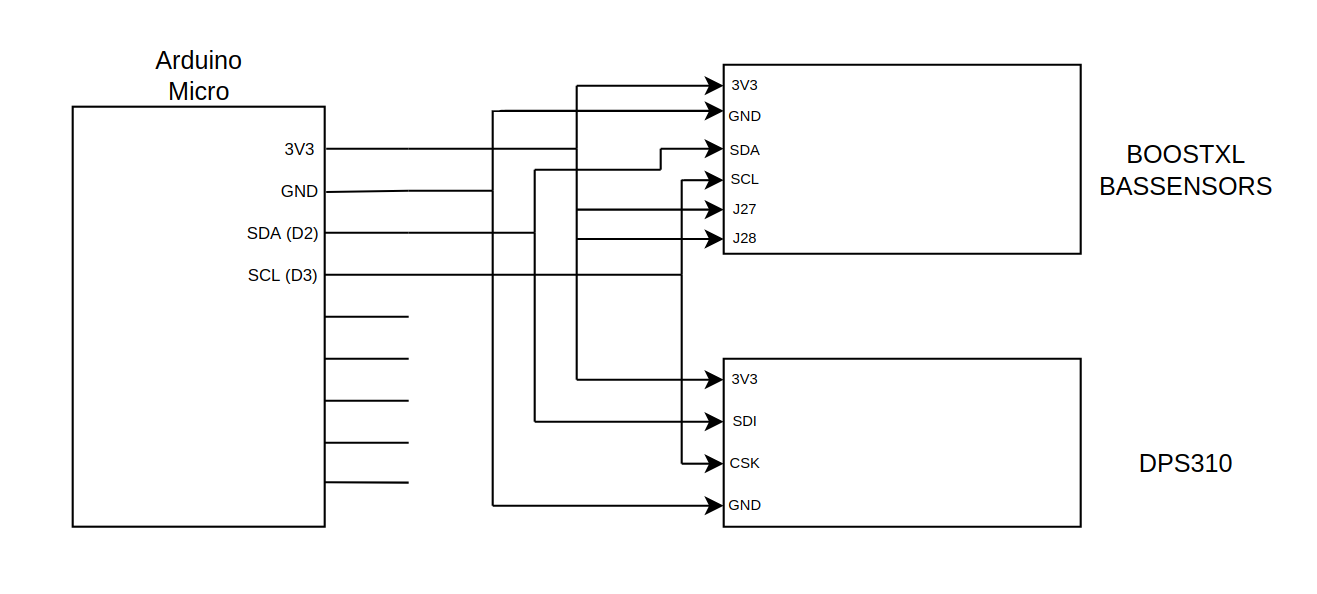 Arduino
Micro
3V3
GND
SDA (D2)
SCL (D3)
3V3
GND
SDA
SCL
J27
J28
BOOSTXL
BASSENSORS
3V3
SDI
CSK
GND
DPS310